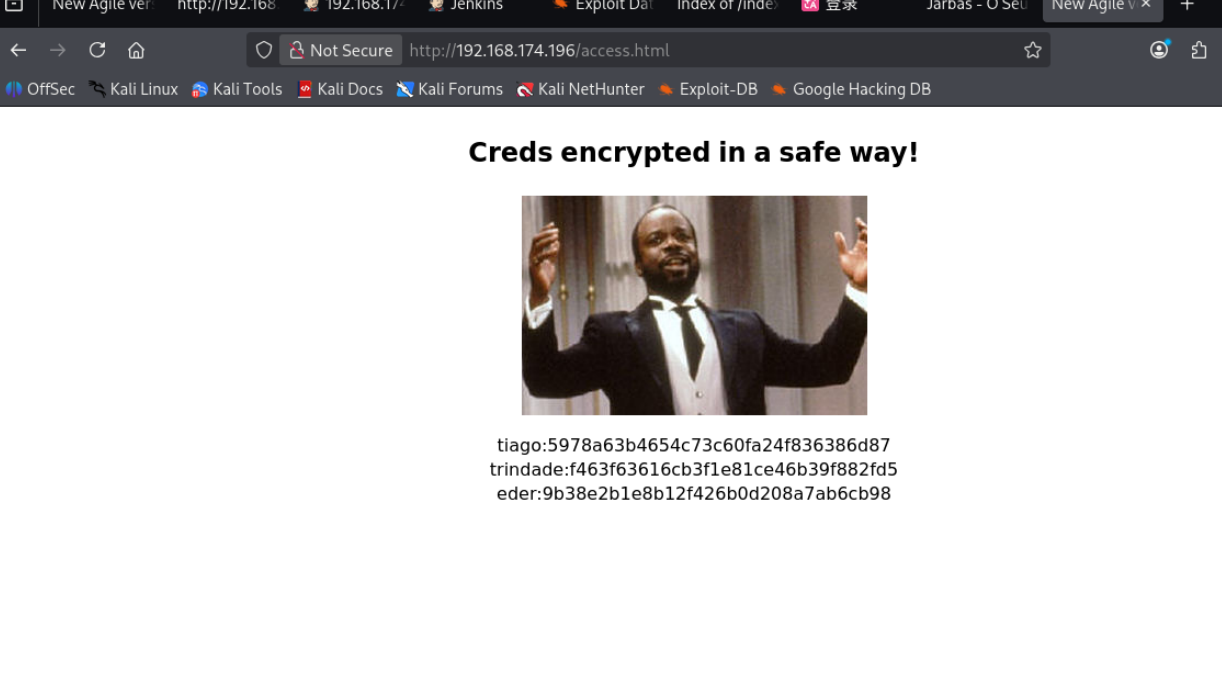 New Agile ver
http://192.168
192.168.174
Jenkins
Exploit Dat
Index of /inde
登录
Jarbas - O Seu
New Agile v
Not Secure
http://192.168.174.196/access.html
OffSec
Kali Linux
Kali Tools
Kali Docs
Kali Forums
Kali NetHunter
Exploit-DB
Google Hacking DB
Creds encrypted in a safe way!
tiago:5978a63b4654c73c60fa24f836386d87
trindade:f463f63616cb3f1e81ce46b39f882fd5
eder:9b38e2b1e8b12f426b0d208a7ab6cb98